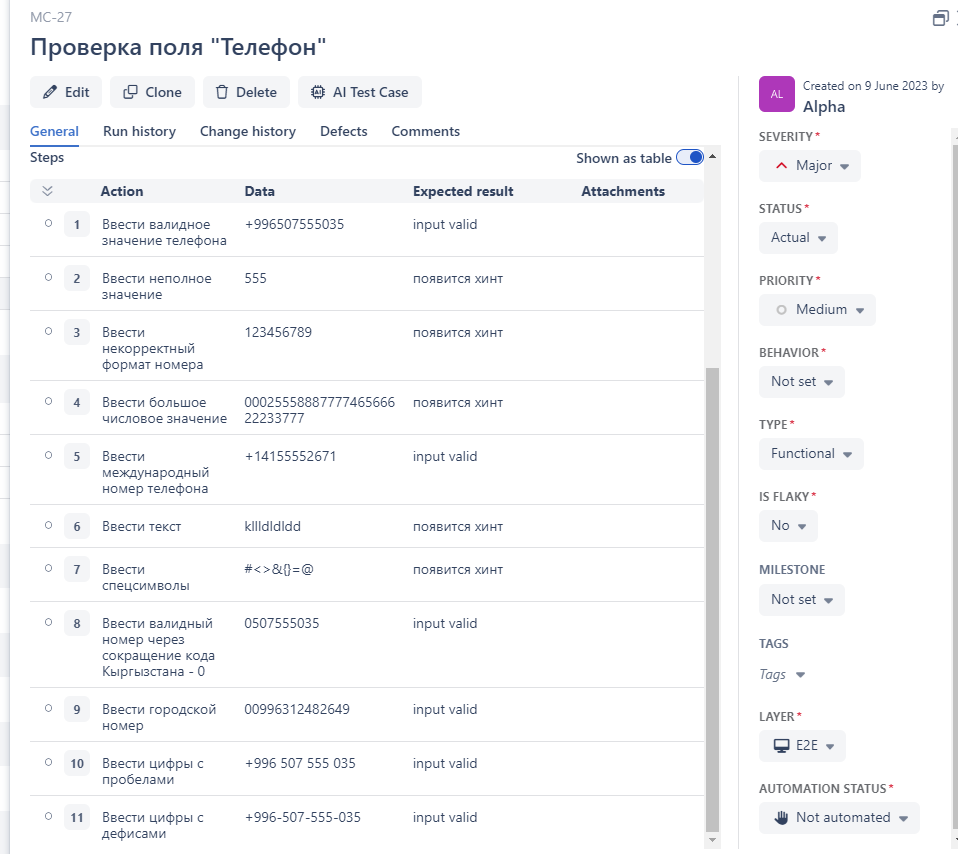 MC-27
Проверка поля "Телефон"
Edit
Clone
Delete
AI Test Case
General
Run history
Change history
Defects
Comments
Steps
Shown as table
Action
Data
Expected result
Attachments
1
Ввести валидное
значение телефона
+996507555035
input valid
2
Ввести неполное
значение
555
появится хинт
3
Ввести
некорректный
формат номера
123456789
появится хинт
4
Ввести большое
числовое значение
00025558887777465666
22233777
появится хинт
5
Ввести
международный
номер телефона
+14155552671
input valid
6
Ввести текст
kllldldldd
появится хинт
7
Ввести
спецсимволы
#<>&{}=@
появится хинт
8
Ввести валидный
номер через
сокращение кода
Кыргызстана - 0
0507555035
input valid
9
Ввести городской
номер
00996312482649
input valid
10
Ввести цифры с
пробелами
+996 507 555 035
input valid
11
Ввести цифры с
дефисами
+996-507-555-035
input valid
AL
Created on 9 June 2023 by
Alpha
SEVERITY*
Major
STATUS*
Actual
PRIORITY*
Medium
BEHAVIOR*
Not set
TYPE*
Functional
IS FLAKY*
No
MILESTONE
Not set
TAGS
Tags
LAYER*
E2E
AUTOMATION STATUS*
Not automated